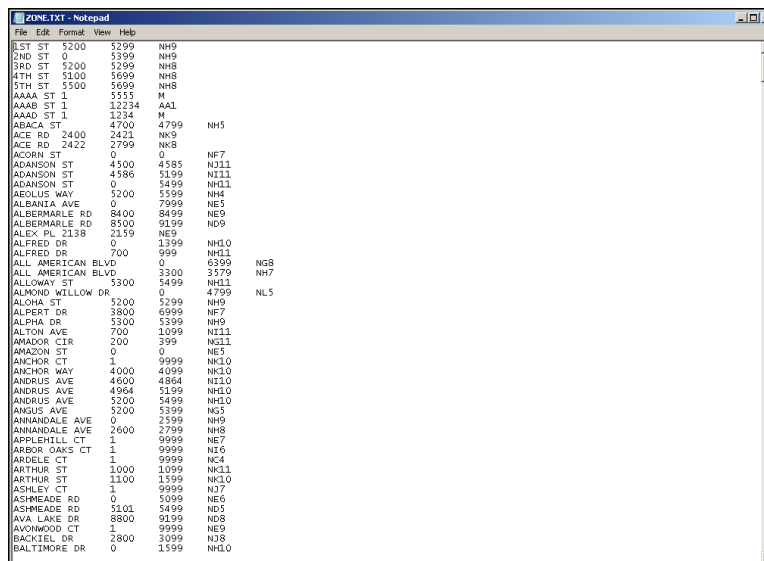 ZONE.TXT - Notepad
File Edit Format View Help
1ST ST 5200 5299 NH9
2ND ST 0 5399 NH9
3RD ST 5200 5299 NH8
4TH ST 5100 5699 NH8
5TH ST 5500 5699 NH8
AAAA ST 1 5555 M
AAAB ST 1 12234 AA1
AAAD ST 1 1234 M
ABACA ST 4700 4799 NH5
ACE RD 2400 2421 NK9
ACE RD 2422 2799 NK8
ACORN ST 0 0 NF7
ADANSON ST 4500 4585 NJ11
ADANSON ST 4586 5199 NI11
ADANSON ST 0 5499 NH11
AEOLUS WAY 5200 5599 NH4
ALBANIA AVE 0 7999 NE5
ALBERMARLE RD 8400 8499 NE9
ALBERMARLE RD 8500 9199 ND9
ALEX PL 2138 2159 NE9
ALFRED DR 0 1399 NH10
ALFRED DR 700 999 NH11
ALL AMERICAN BLVD 0 6399 NG8
ALL AMERICAN BLVD 3300 3579 NH7
ALLOWAY ST 5300 5499 NH11
ALMOND WILLOW DR 0 4799 NL5
ALOHA ST 5200 5299 NH9
ALPERT DR 3800 6999 NF7
ALPHA DR 5300 5399 NH9
ALTON AVE 700 1099 NI11
AMADOR CIR 200 399 NG11
AMAZON ST 0 0 NE5
ANCHOR CT 1 9999 NK10
ANCHOR WAY 4000 4099 NK10
ANDRUS AVE 4600 4864 NI10
ANDRUS AVE 4964 5199 NH10
ANDRUS AVE 5200 5499 NH10
ANGUS AVE 5200 5399 NG5
ANNANDALE AVE 0 2599 NH9
ANNANDALE AVE 2600 2799 NH8
APPLEHILL CT 1 9999 NE7
ARBOR OAKS CT 1 9999 NI6
ARDELE CT 1 9999 NC4
ARTHUR ST 1000 1099 NK11
ARTHUR ST 1100 1599 NK10
ASHLEY CT 1 9999 NJ7
ASHMEADE RD 0 5099 NE6
ASHMEADE RD 5101 5499 ND5
AVA LAKE DR 8800 9199 ND8
AVONWOOD CT 1 9999 NE9
BACKIEL DR 2800 3099 NJ8
BALTIMORE DR 0 1599 NH10